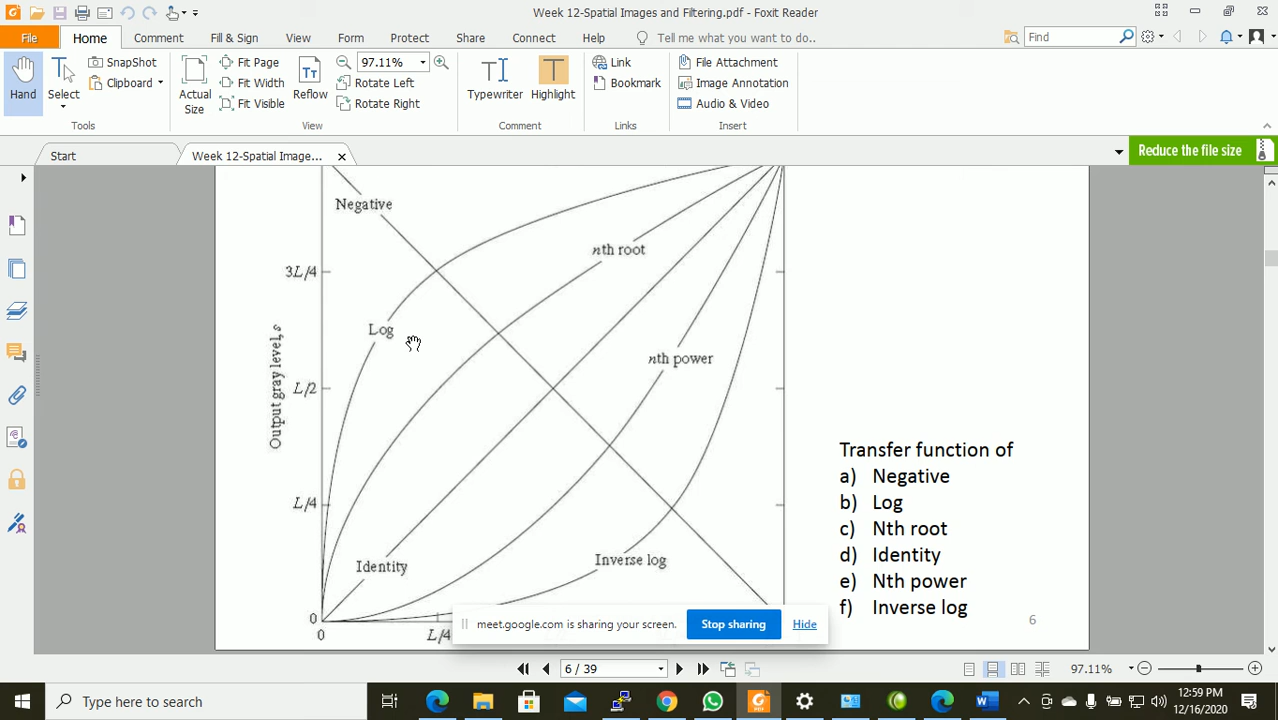 Week 12-Spatial Images and Filtering.pdf - Foxit Reader
File Home Comment Fill & Sign View Form Protect Share Connect Help Tell me what you want to do.. Find
Hand
Select
SnapShot
Clipboard
Tools
Actual Size
Fit Page
Fit Width
Fit Visible
Reflow
97.11%
Rotate Left
Rotate Right
View
Typewriter
Highlight
Comment
Link
Bookmark
Links
File Attachment
Image Annotation
Audio & Video
Insert
Start
Week 12-Spatial Image...
Reduce the file size
Negative
nth root
3L/4
Log
Output gray level, s
nth power
L/2
L/4
Identity
Inverse log
0
0
L/4
Transfer function of
a) Negative
b) Log
c) Nth root
d) Identity
e) Nth power
f) Inverse log
6
meet.google.com is sharing your screen. Stop sharing Hide
6 / 39
97.11%
Type here to search
12:59 PM
12/16/2020